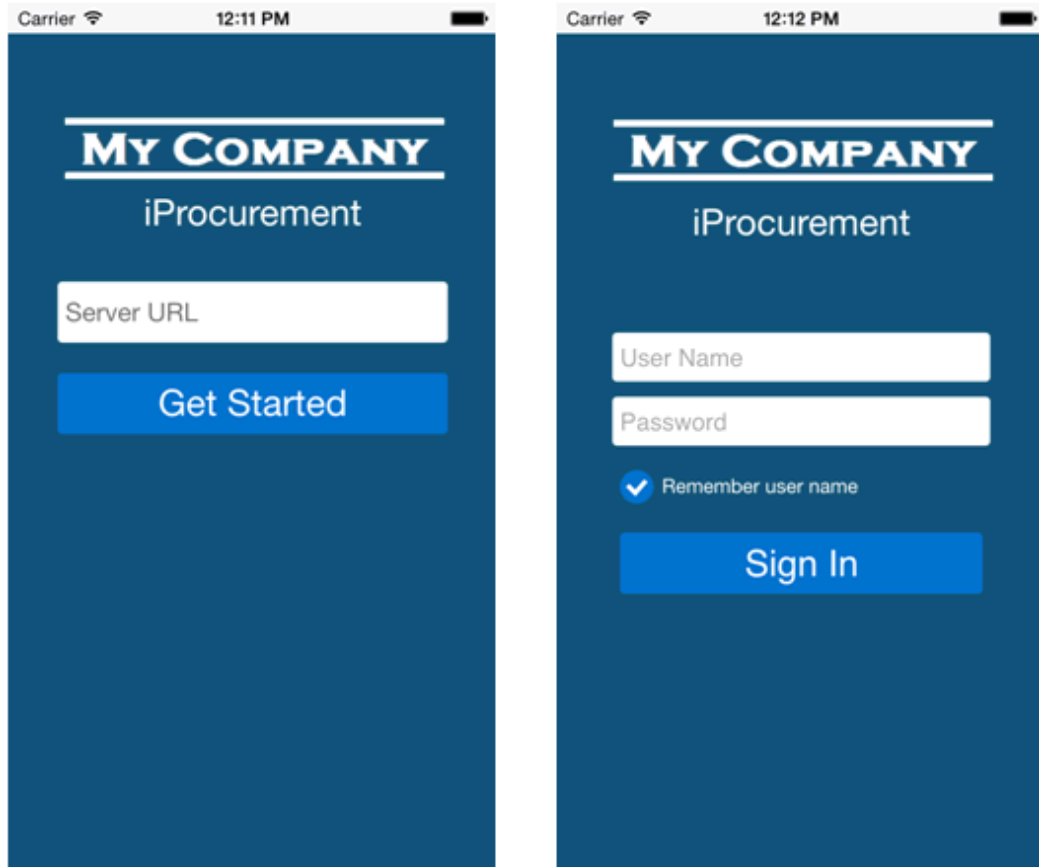 Carrier 12:11 PM
MY COMPANY
iProcurement
Server URL
Get Started
Carrier 12:12 PM
MY COMPANY
iProcurement
User Name
Password
Remember user name
Sign In